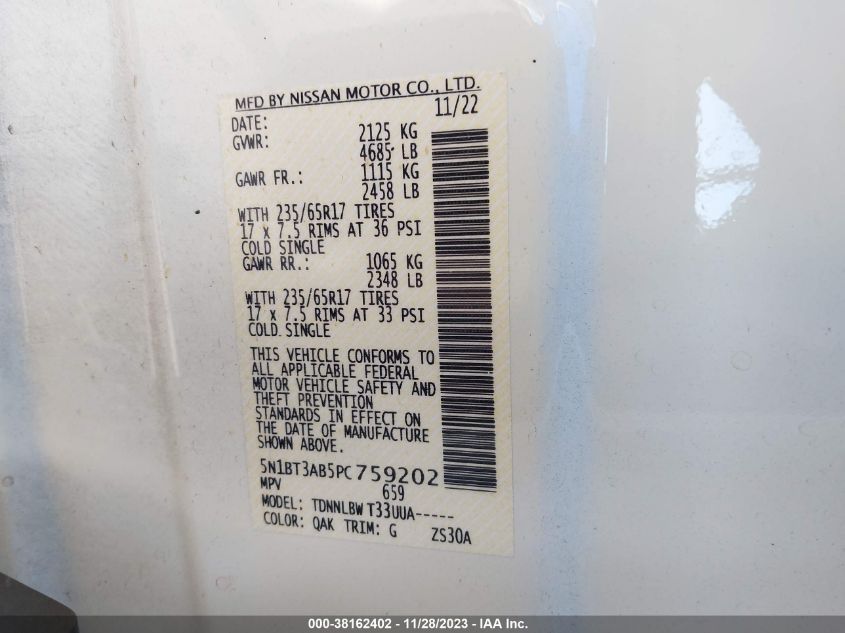 MFD BY NISSAN MOTOR CO., LTD.
DATE: 11/22
GVWR: 2125 KG
4685 LB
GAWR FR.: 1115 KG
2458 LB
WITH 235/65R17 TIRES
17 x 7.5 RIMS AT 36 PSI
COLD SINGLE
GAWR RR.: 1065 KG
2348 LB
WITH 235/65R17 TIRES
17 x 7.5 RIMS AT 33 PSI
COLD SINGLE
THIS VEHICLE CONFORMS TO
ALL APPLICABLE FEDERAL
MOTOR VEHICLE SAFETY AND
THEFT PREVENTION
STANDARDS IN EFFECT ON
THE DATE OF MANUFACTURE
SHOWN ABOVE.
5N1BT3AB5PC759202
MPV 659
MODEL: TDNNLBW T33UUA-----
COLOR: QAK TRIM: G ZS30A
000-38162402 - 11/28/2023 - IAA Inc.